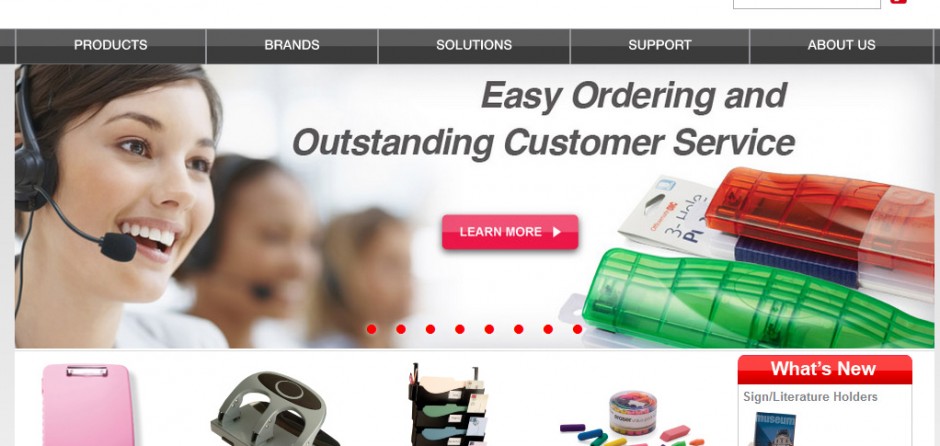 PRODUCTS
BRANDS
SOLUTIONS
SUPPORT
ABOUT US
Easy Ordering and
Outstanding Customer Service
LEARN MORE
What's New
Sign/Literature Holders
museum